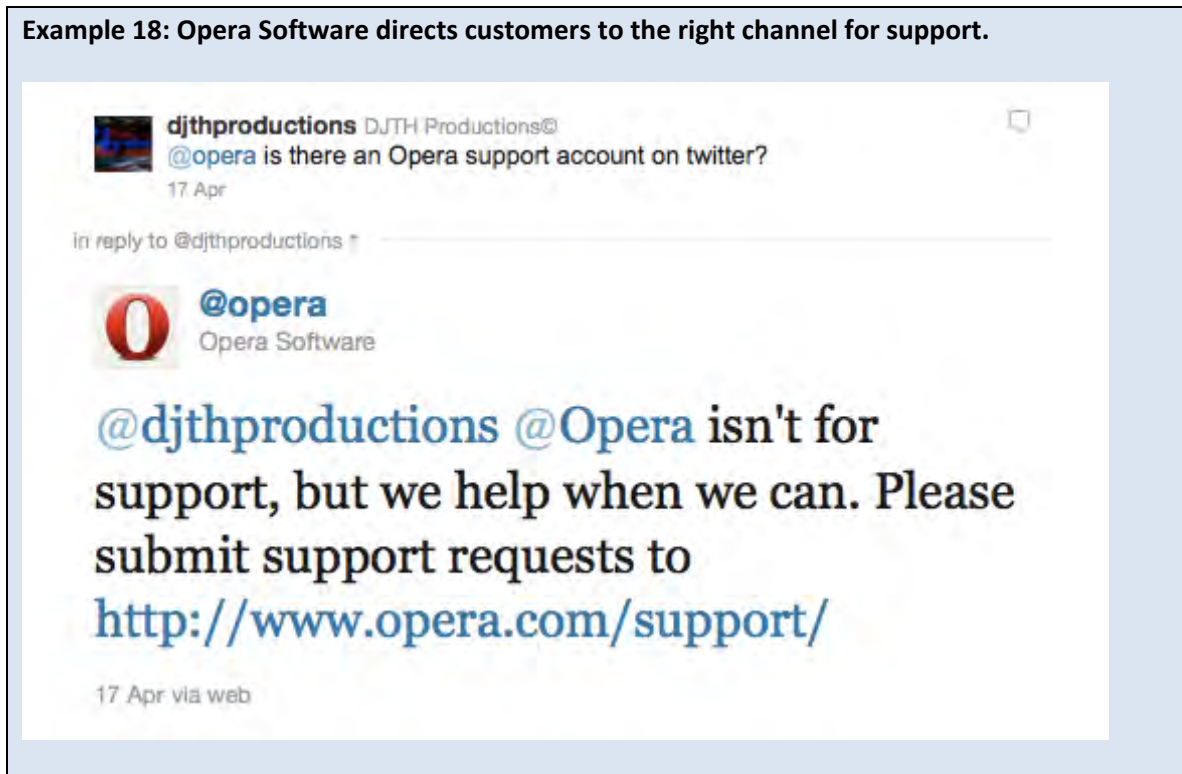 Example 18: Opera Software directs customers to the right channel for support.
djthproductions DJTH Productions©
@opera is there an Opera support account on twitter?
17 Apr
in reply to @djthproductions ↑
@opera
Opera Software
@djthproductions @Opera isn't for
support, but we help when we can. Please
submit support requests to
http://www.opera.com/support/
17 Apr via web